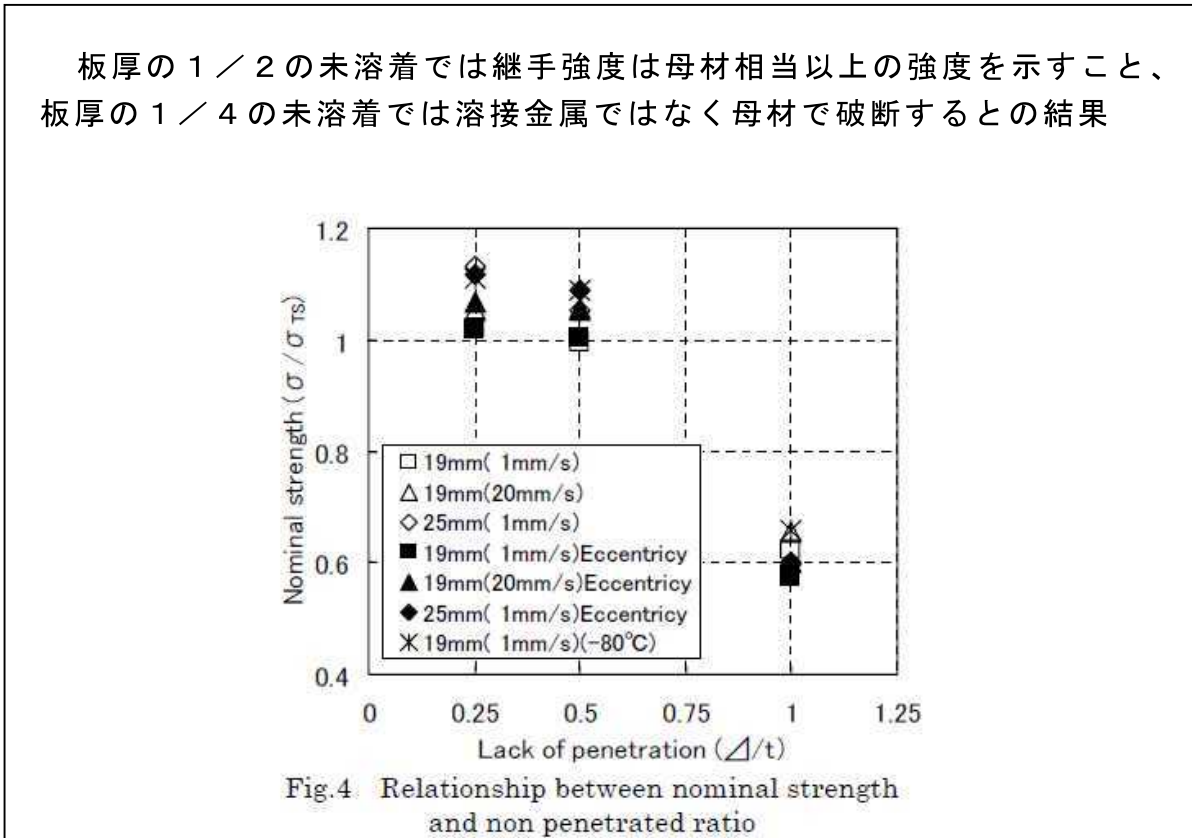 板厚の１／２の未溶着では継手強度は母材相当以上の強度を示すこと、
板厚の１／４の未溶着では溶接金属ではなく母材で破断するとの結果
1.2
1
0.8
0.6
0.4
Nominal strength (σ/σTS)
□ 19mm( 1mm/s)
△ 19mm(20mm/s)
◇ 25mm( 1mm/s)
■ 19mm( 1mm/s)Eccentricy
▲ 19mm(20mm/s)Eccentricy
◆ 25mm( 1mm/s)Eccentricy
＊ 19mm( 1mm/s)(-80℃)
0 0.25 0.5 0.75 1 1.25
Lack of penetration (⊿/t)
Fig.4 Relationship between nominal strength
and non penetrated ratio